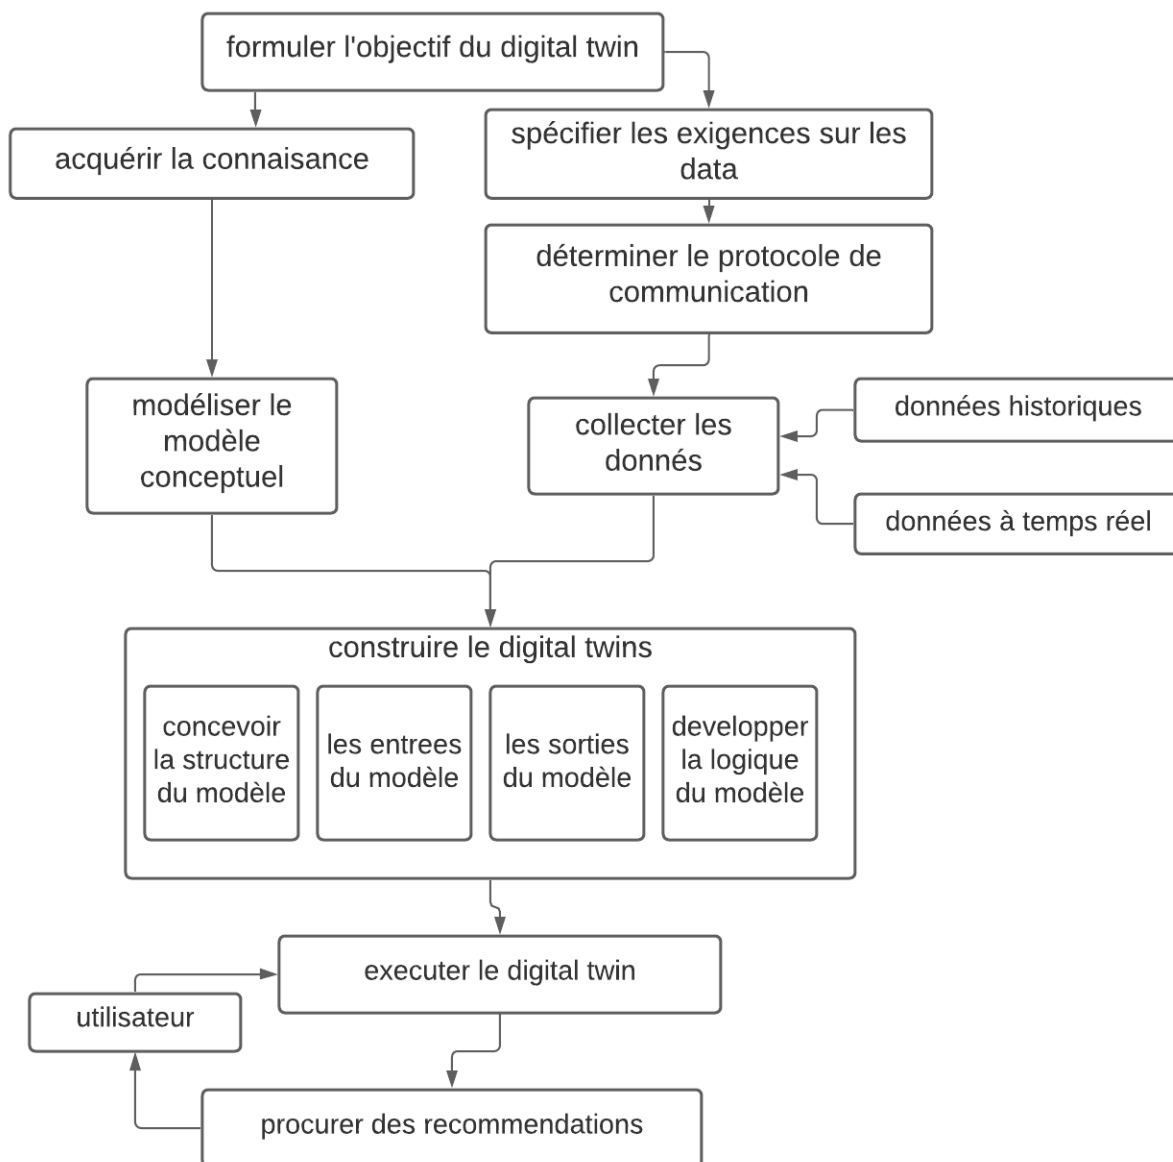 formuler l'objectif du digital twin
acquérir la connaisance
spécifier les exigences sur les
data
déterminer le protocole de
communication
modéliser le
modèle
conceptuel
collecter les
donnés
données historiques
données à temps réel
construire le digital twins
concevoir
la structure
du modèle
les entrees
du modèle
les sorties
du modèle
developper
la logique
du modèle
executer le digital twin
utilisateur
procurer des recommendations